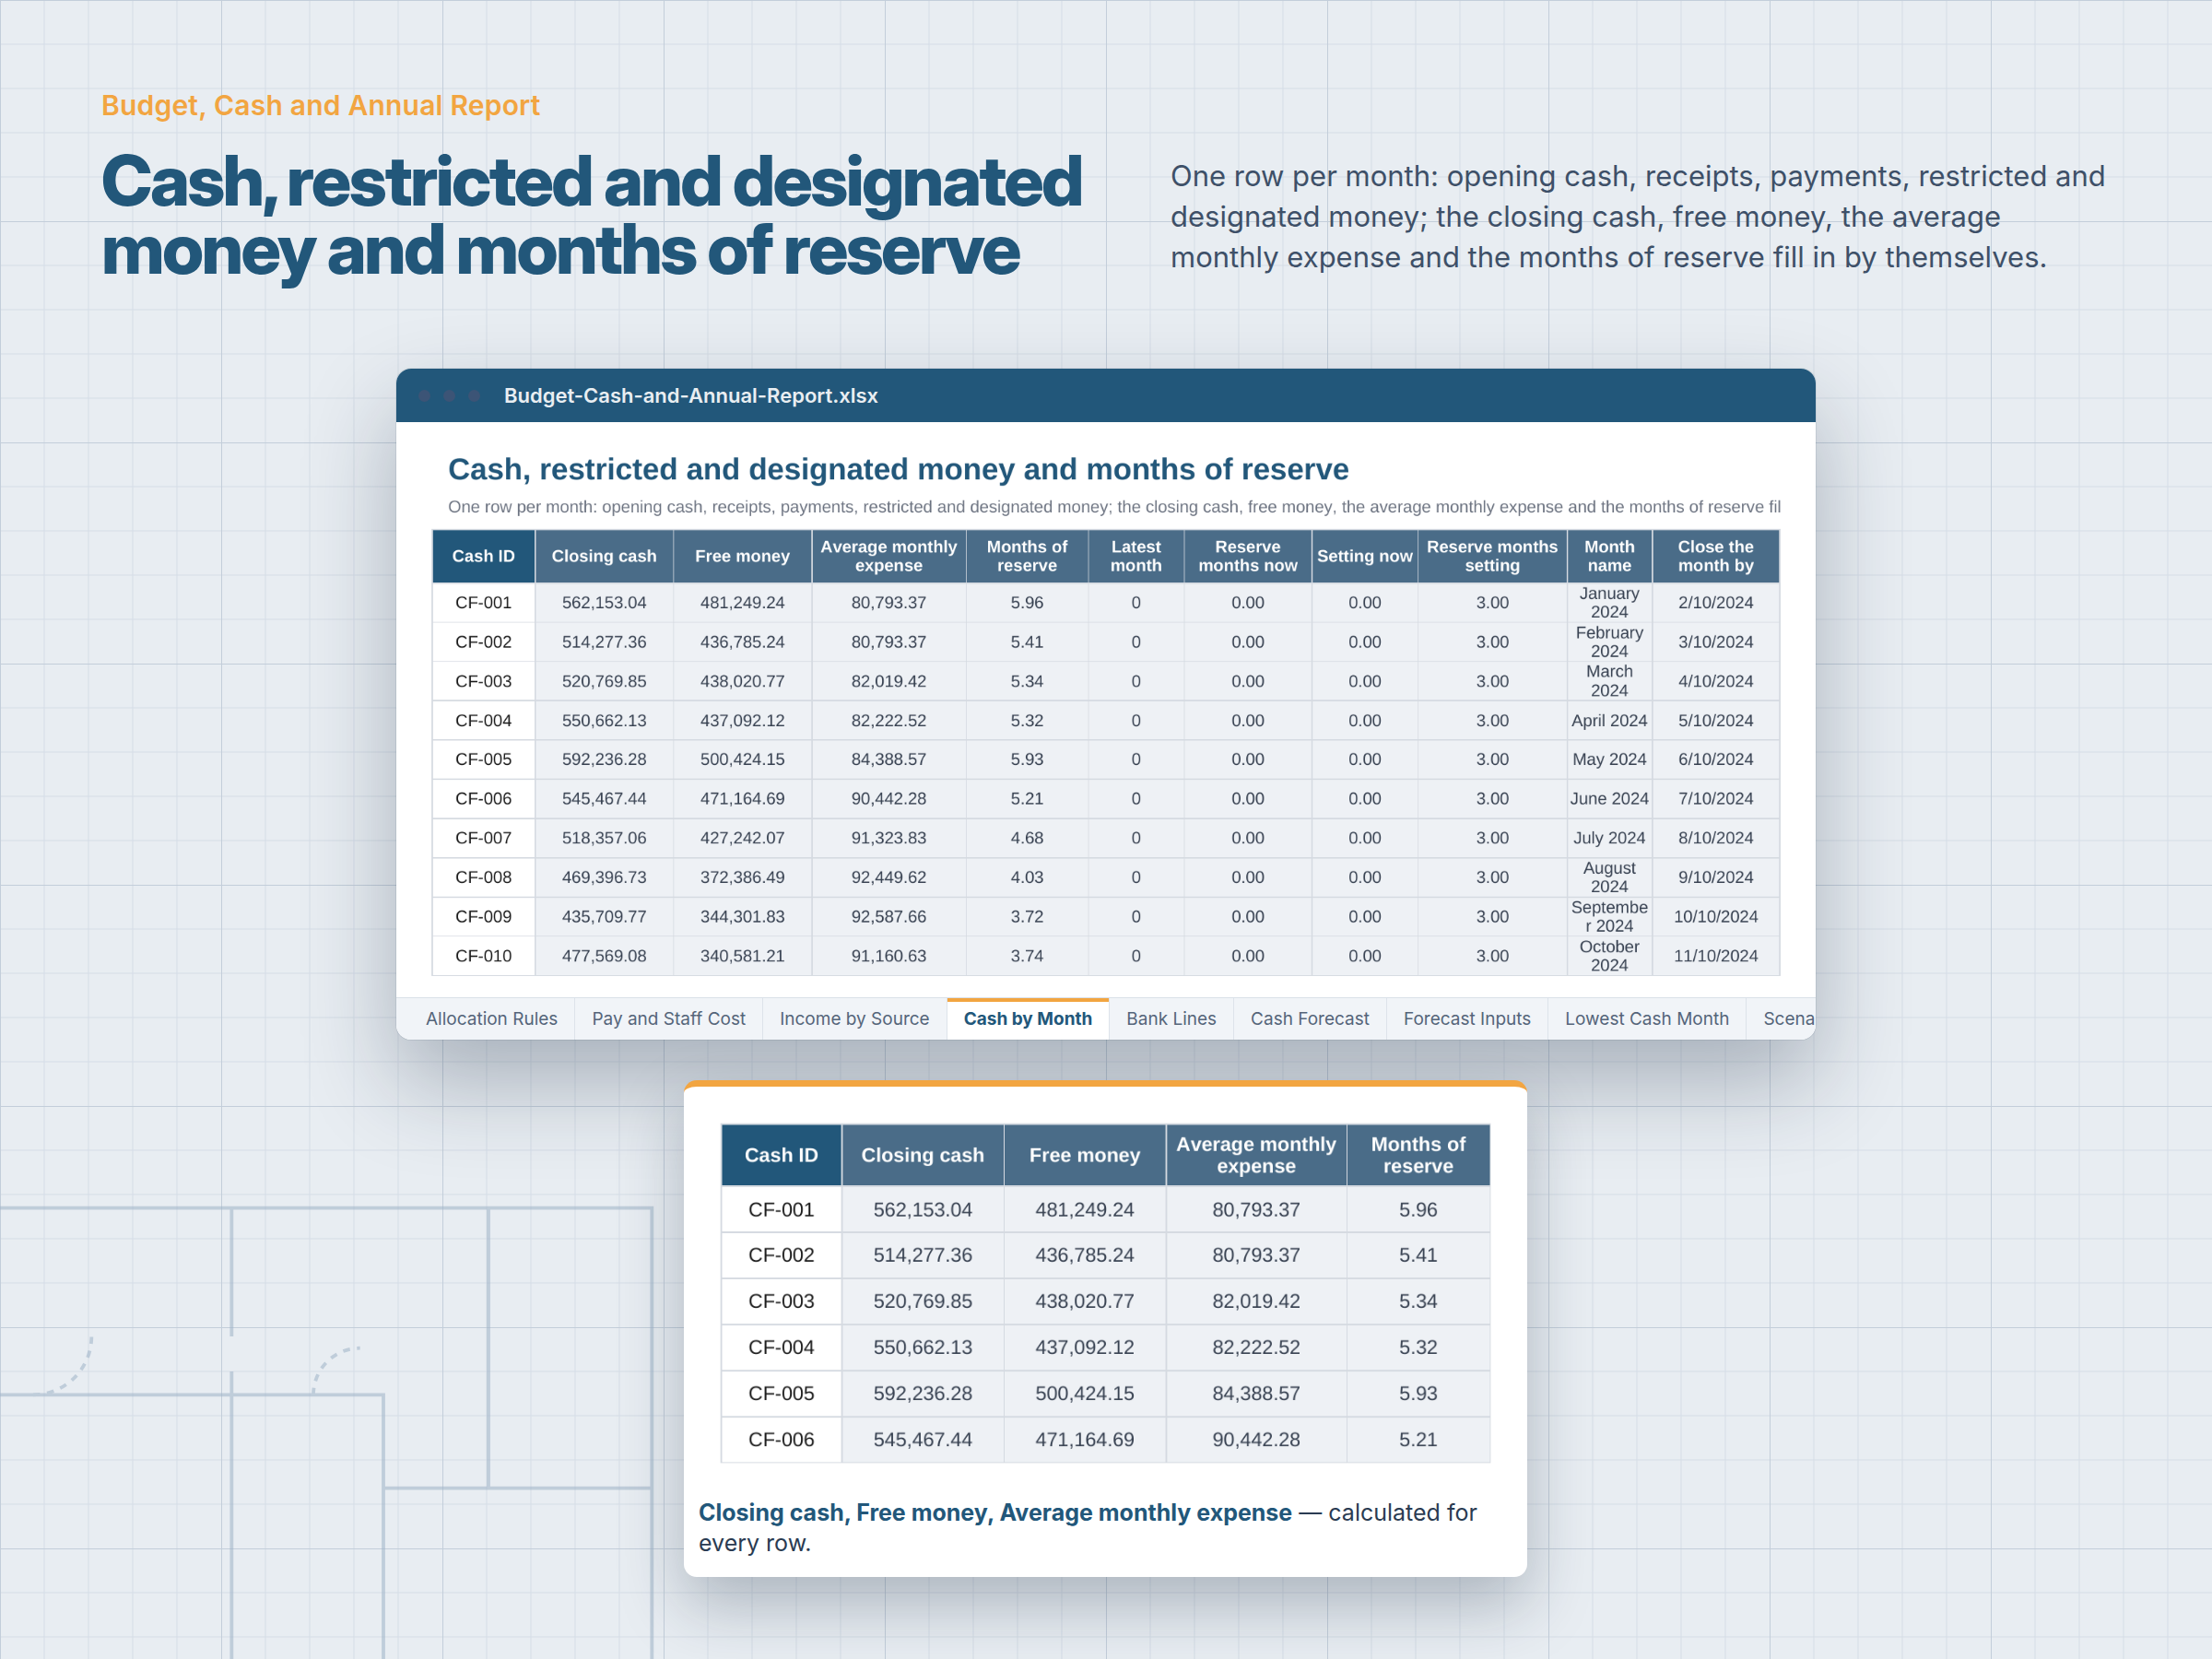 Budget, Cash and Annual Report
Cash, restricted and designated
money and months of reserve
One row per month: opening cash, receipts, payments, restricted and
designated money; the closing cash, free money, the average
monthly expense and the months of reserve fill in by themselves.
Budget-Cash-and-Annual-Report.xlsx
Cash, restricted and designated money and months of reserve
One row per month: opening cash, receipts, payments, restricted and designated money; the closing cash, free money, the average monthly expense and the months of reserve fil
Cash ID Closing cash Free money Average monthly expense Months of reserve Latest month Reserve months now Setting now Reserve months setting Month name Close the month by
CF-001 562,153.04 481,249.24 80,793.37 5.96 0 0.00 0.00 3.00 January 2024 2/10/2024
CF-002 514,277.36 436,785.24 80,793.37 5.41 0 0.00 0.00 3.00 February 2024 3/10/2024
CF-003 520,769.85 438,020.77 82,019.42 5.34 0 0.00 0.00 3.00 March 2024 4/10/2024
CF-004 550,662.13 437,092.12 82,222.52 5.32 0 0.00 0.00 3.00 April 2024 5/10/2024
CF-005 592,236.28 500,424.15 84,388.57 5.93 0 0.00 0.00 3.00 May 2024 6/10/2024
CF-006 545,467.44 471,164.69 90,442.28 5.21 0 0.00 0.00 3.00 June 2024 7/10/2024
CF-007 518,357.06 427,242.07 91,323.83 4.68 0 0.00 0.00 3.00 July 2024 8/10/2024
CF-008 469,396.73 372,386.49 92,449.62 4.03 0 0.00 0.00 3.00 August 2024 9/10/2024
CF-009 435,709.77 344,301.83 92,587.66 3.72 0 0.00 0.00 3.00 September 2024 10/10/2024
CF-010 477,569.08 340,581.21 91,160.63 3.74 0 0.00 0.00 3.00 October 2024 11/10/2024
Allocation Rules Pay and Staff Cost Income by Source Cash by Month Bank Lines Cash Forecast Forecast Inputs Lowest Cash Month Scena
Cash ID Closing cash Free money Average monthly expense Months of reserve
CF-001 562,153.04 481,249.24 80,793.37 5.96
CF-002 514,277.36 436,785.24 80,793.37 5.41
CF-003 520,769.85 438,020.77 82,019.42 5.34
CF-004 550,662.13 437,092.12 82,222.52 5.32
CF-005 592,236.28 500,424.15 84,388.57 5.93
CF-006 545,467.44 471,164.69 90,442.28 5.21
Closing cash, Free money, Average monthly expense — calculated for
every row.